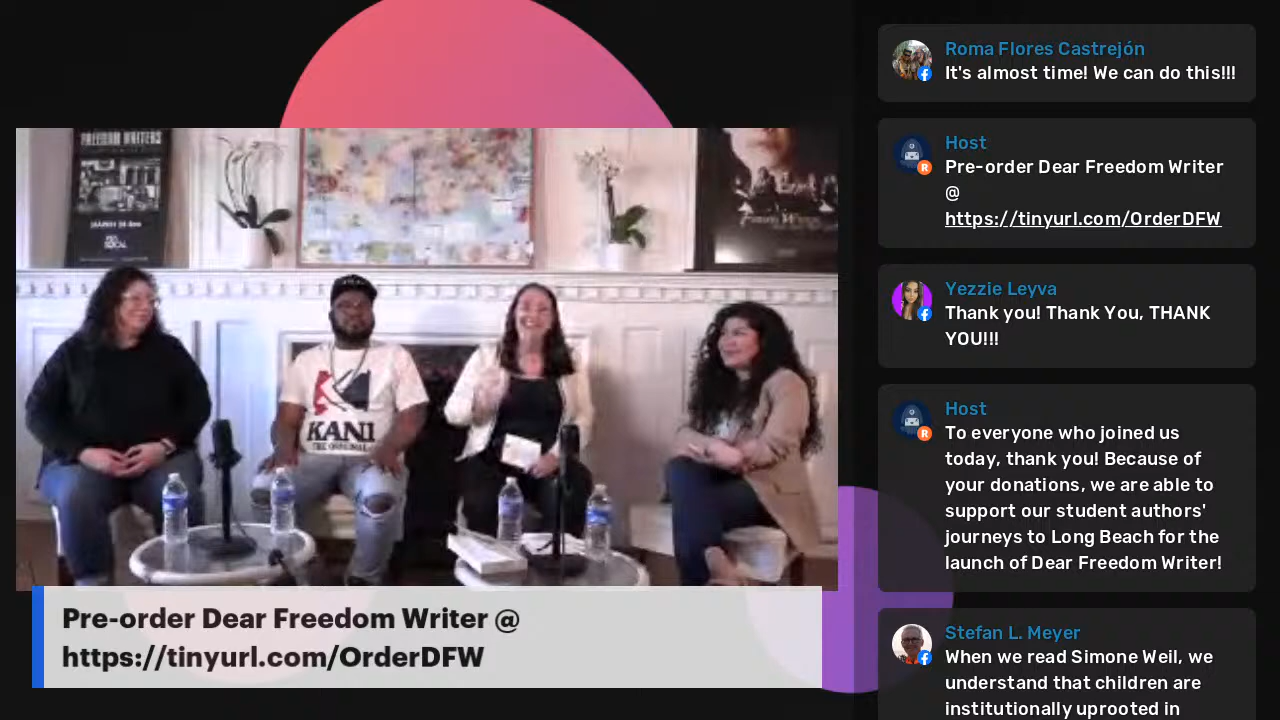 FREEDOM WRITERS
KANI
THE ORIGINAL
Pre-order Dear Freedom Writer @
https://tinyurl.com/OrderDFW
Roma Flores Castrejón
It's almost time! We can do this!!!
Host
Pre-order Dear Freedom Writer
@
https://tinyurl.com/OrderDFW
Yezzie Leyva
Thank you! Thank You, THANK
YOU!!!
Host
To everyone who joined us
today, thank you! Because of
your donations, we are able to
support our student authors'
journeys to Long Beach for the
launch of Dear Freedom Writer!
Stefan L. Meyer
When we read Simone Weil, we
understand that children are
institutionally uprooted in